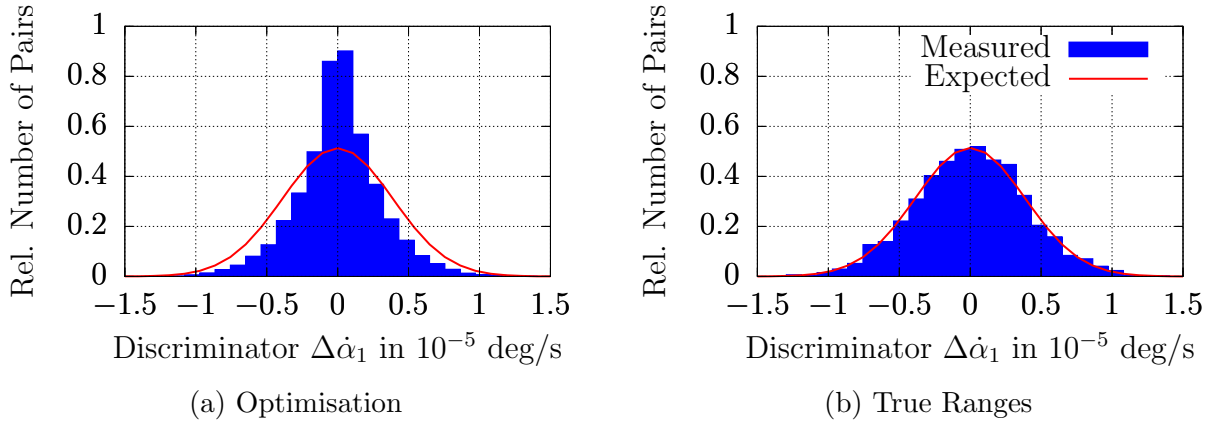 Rel. Number of Pairs
1
0.8
0.6
0.4
0.2
0
−1.5 −1 −0.5 0 0.5 1 1.5
Discriminator Δα̇₁ in 10⁻⁵ deg/s
(a) Optimisation
Rel. Number of Pairs
1
0.8
0.6
0.4
0.2
0
−1.5 −1 −0.5 0 0.5 1 1.5
Measured
Expected
Discriminator Δα̇₁ in 10⁻⁵ deg/s
(b) True Ranges